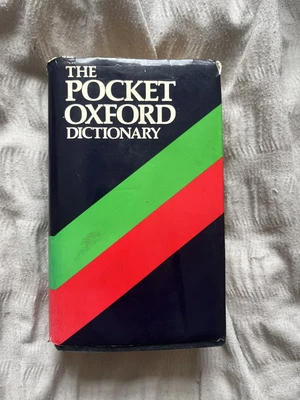 THE
POCKET
OXFORD
DICTIONARY